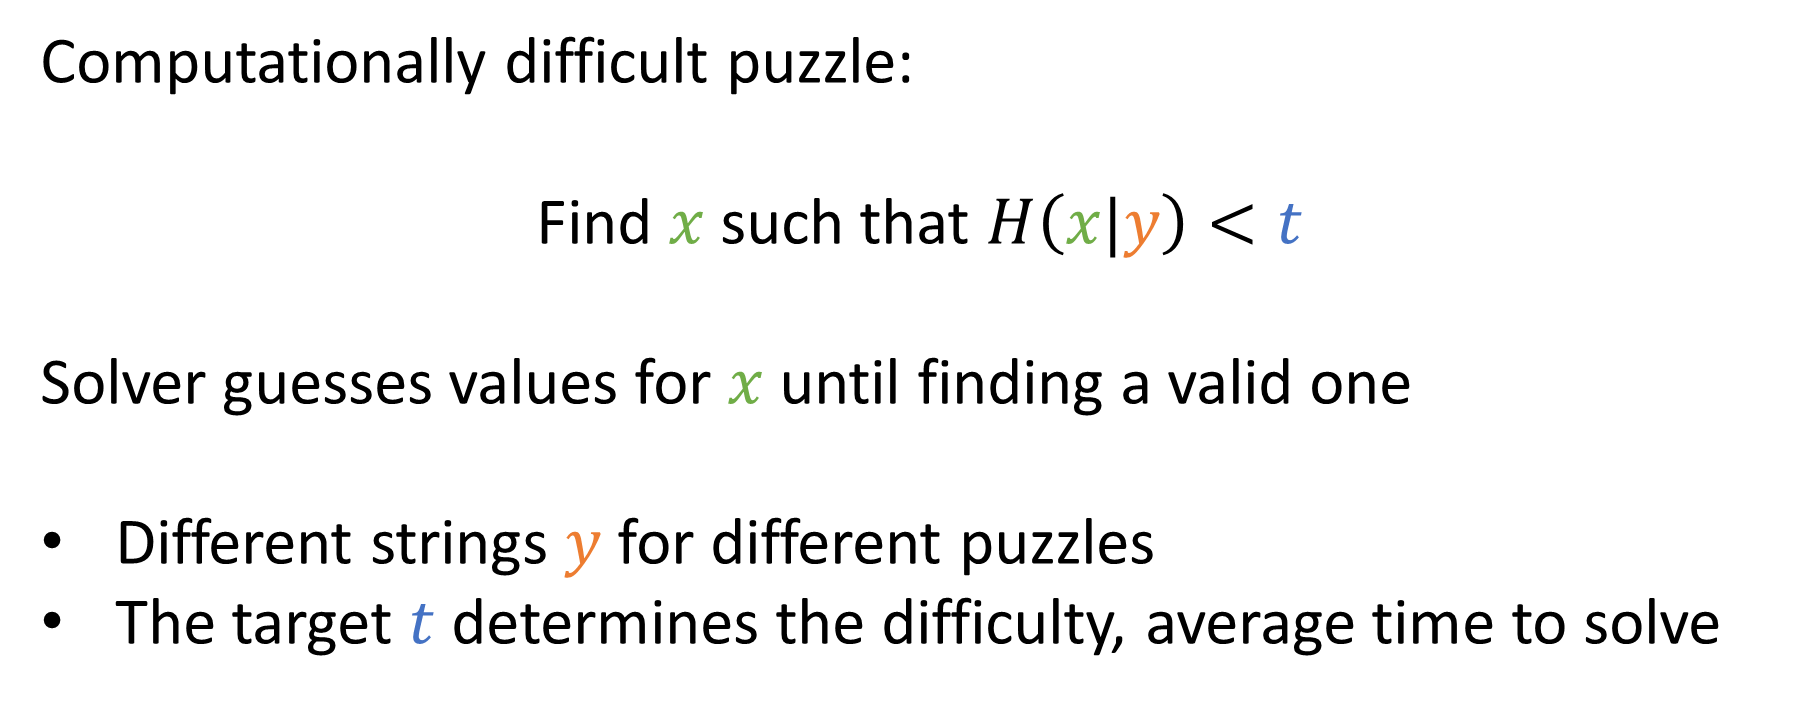 Computationally difficult puzzle:
Find x such that H(x|y) < t
Solver guesses values for x until finding a valid one
• Different strings y for different puzzles
• The target t determines the difficulty, average time to solve